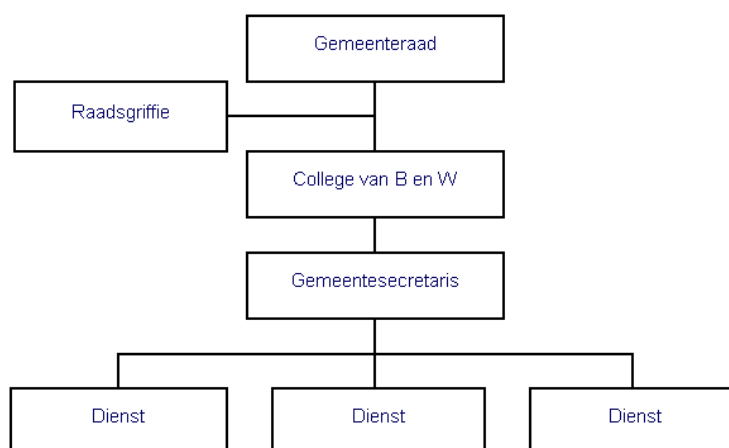 Gemeenteraad
Raadsgriffie
College van B en W
Gemeentesecretaris
Dienst
Dienst
Dienst